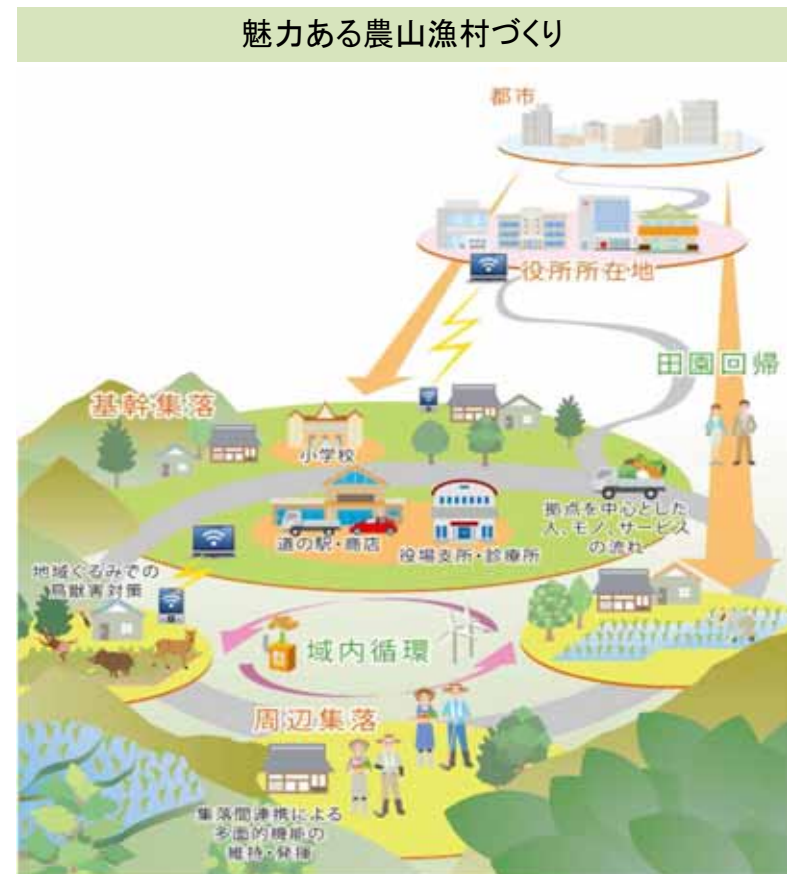 魅力ある農山漁村づくり
都市
役所所在地
田園回帰
基幹集落
小学校
道の駅・商店
役場支所・診療所
拠点を中心とした
人、モノ、サービス
の流れ
地域ぐるみでの
鳥獣害対策
域内循環
周辺集落
集落間連携による
多面的機能の
維持・発揮